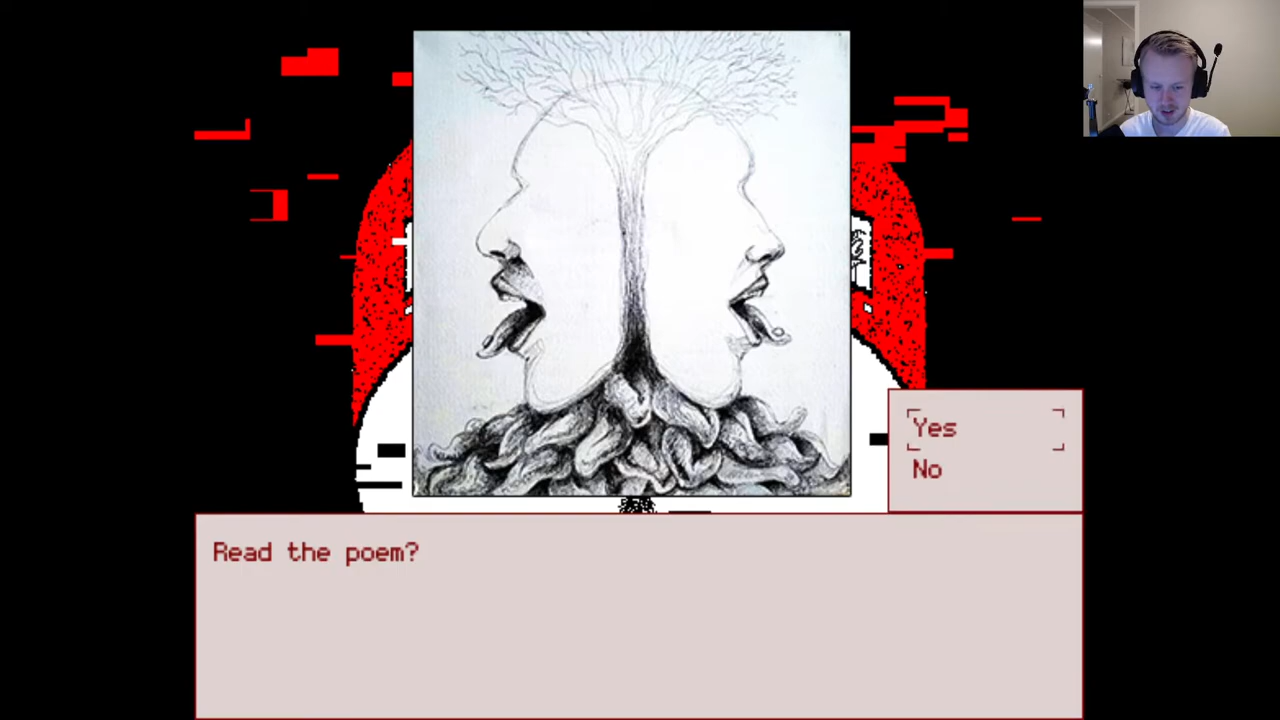 Yes
No
Read the poem?